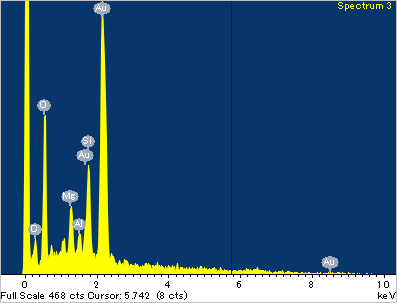 Spectrum 3
Au
O
Si
Au
Mg
Al
C
Au
0 2 4 6 8 10
Full Scale 468 cts Cursor: 5.742 (8 cts) keV